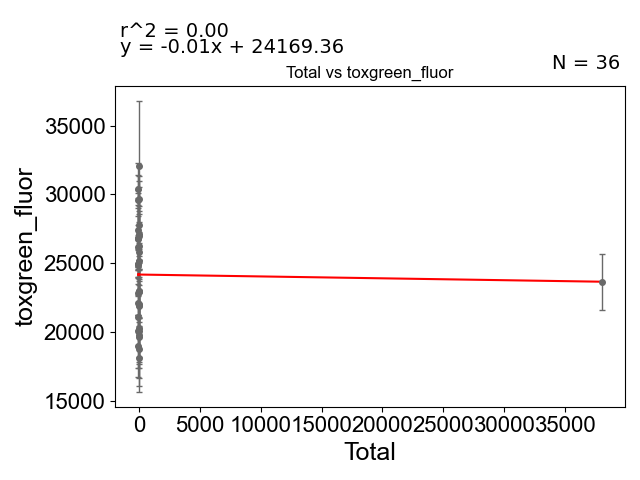 r^2 = 0.00
y = -0.01x + 24169.36
N = 36
Total vs toxgreen_fluor
35000
30000
25000
20000
15000
toxgreen_fluor
0 5000 10000 15000 20000 25000 30000 35000
Total